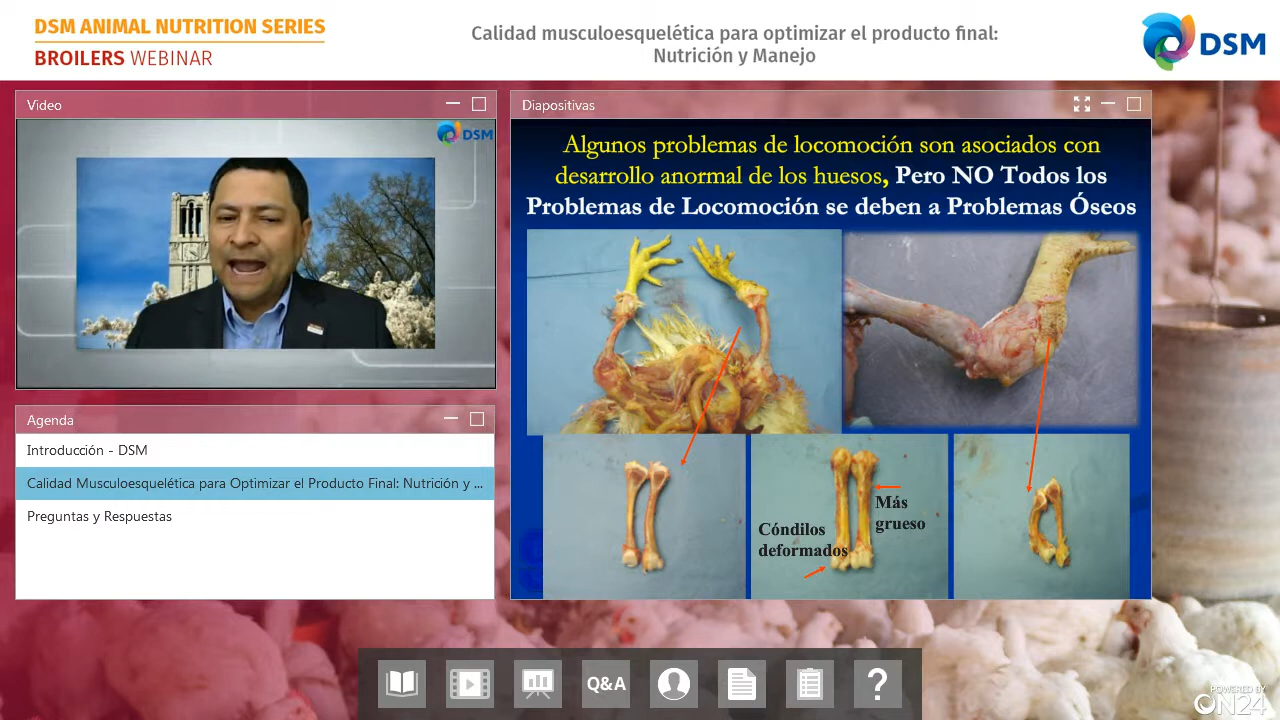 DSM ANIMAL NUTRITION SERIES
BROILERS WEBINAR
Calidad musculoesquelética para optimizar el producto final:
Nutrición y Manejo
DSM
Video
DSM
Agenda
Introducción - DSM
Calidad Musculoesquelética para Optimizar el Producto Final: Nutrición y ...
Preguntas y Respuestas
Diapositivas
Algunos problemas de locomoción son asociados con
desarrollo anormal de los huesos, Pero NO Todos los
Problemas de Locomoción se deben a Problemas Óseos
Más
grueso
Cóndilos
deformados
Q&A
?
POWERED BY
ON24